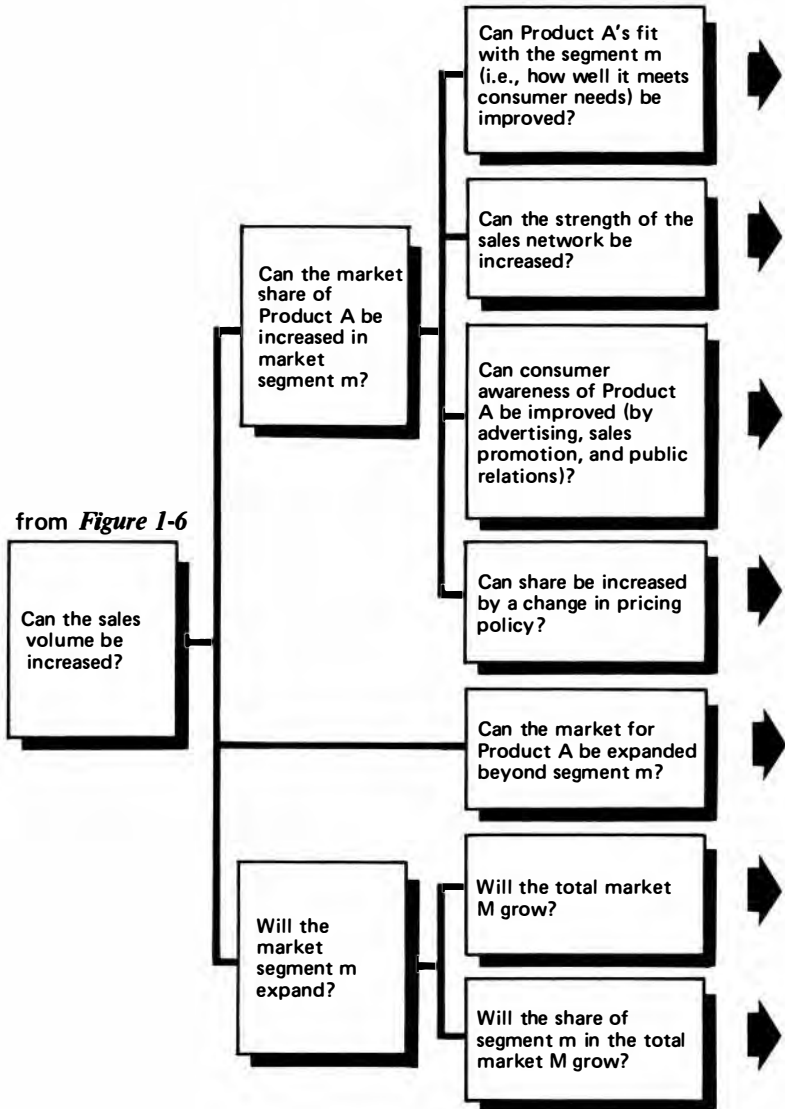 Can Product A's fit
with the segment m
(i.e., how well it meets
consumer needs) be
improved?
Can the strength of the
sales network be
increased?
Can the market
share of
Product A be
increased in
market
segment m?
Can consumer
awareness of Product
A be improved (by
advertising, sales
promotion, and public
relations)?
from Figure 1-6
Can the sales
volume be
increased?
Can share be increased
by a change in pricing
policy?
Can the market for
Product A be expanded
beyond segment m?
Will the
market
segment m
expand?
Will the total market
M grow?
Will the share of
segment m in the total
market M grow?